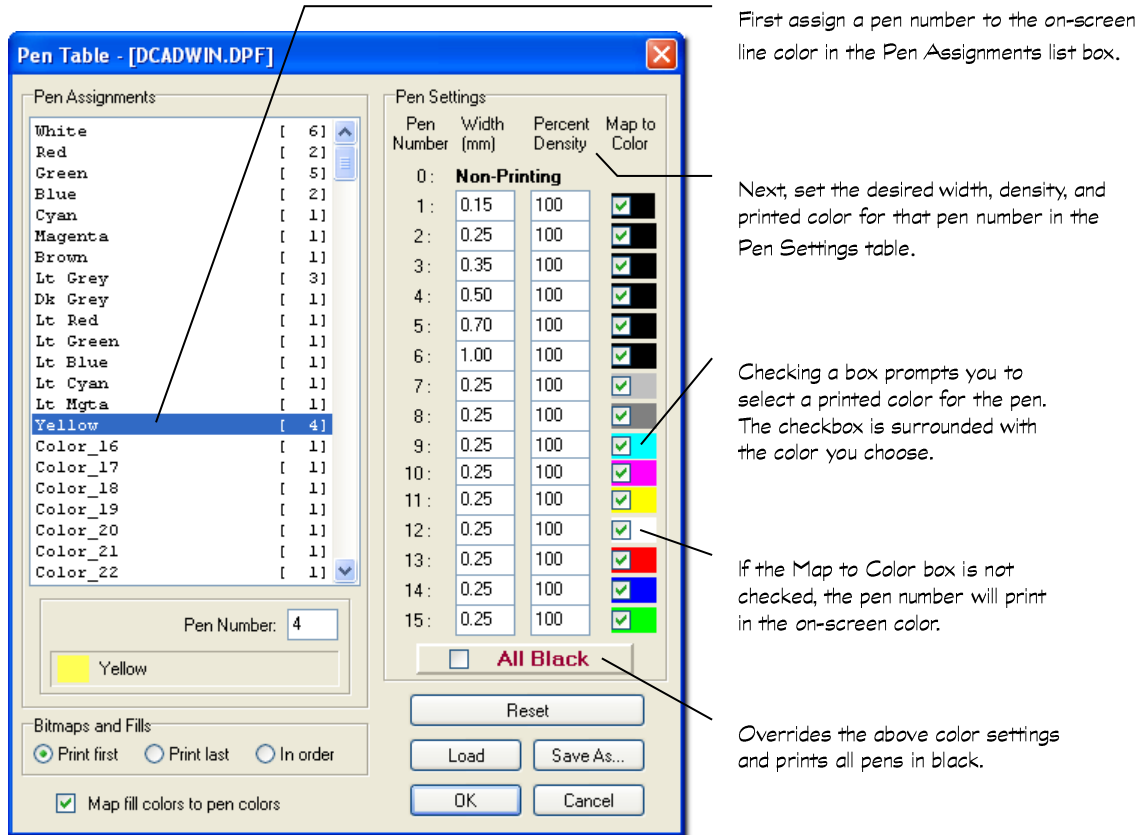 Pen Table - [DCADWIN.DPF]
Pen Assignments
White [ 6]
Red [ 2]
Green [ 5]
Blue [ 2]
Cyan [ 1]
Magenta [ 1]
Brown [ 1]
Lt Grey [ 3]
Dk Grey [ 1]
Lt Red [ 1]
Lt Green [ 1]
Lt Blue [ 1]
Lt Cyan [ 1]
Lt Mgta [ 1]
Yellow [ 4]
Color_16 [ 1]
Color_17 [ 1]
Color_18 [ 1]
Color_19 [ 1]
Color_20 [ 1]
Color_21 [ 1]
Color_22 [ 1]
Pen Number: 4
Yellow
Bitmaps and Fills
Print first Print last In order
Map fill colors to pen colors
Pen Settings
Pen Width Percent Map to
Number (mm) Density Color
0: Non-Printing
1: 0.15 100
2: 0.25 100
3: 0.35 100
4: 0.50 100
5: 0.70 100
6: 1.00 100
7: 0.25 100
8: 0.25 100
9: 0.25 100
10: 0.25 100
11: 0.25 100
12: 0.25 100
13: 0.25 100
14: 0.25 100
15: 0.25 100
All Black
Reset
Load Save As...
OK Cancel
First assign a pen number to the on-screen
line color in the Pen Assignments list box.
Next, set the desired width, density, and
printed color for that pen number in the
Pen Settings table.
Checking a box prompts you to
select a printed color for the pen.
The checkbox is surrounded with
the color you choose.
If the Map to Color box is not
checked, the pen number will print
in the on-screen color.
Overrides the above color settings
and prints all pens in black.